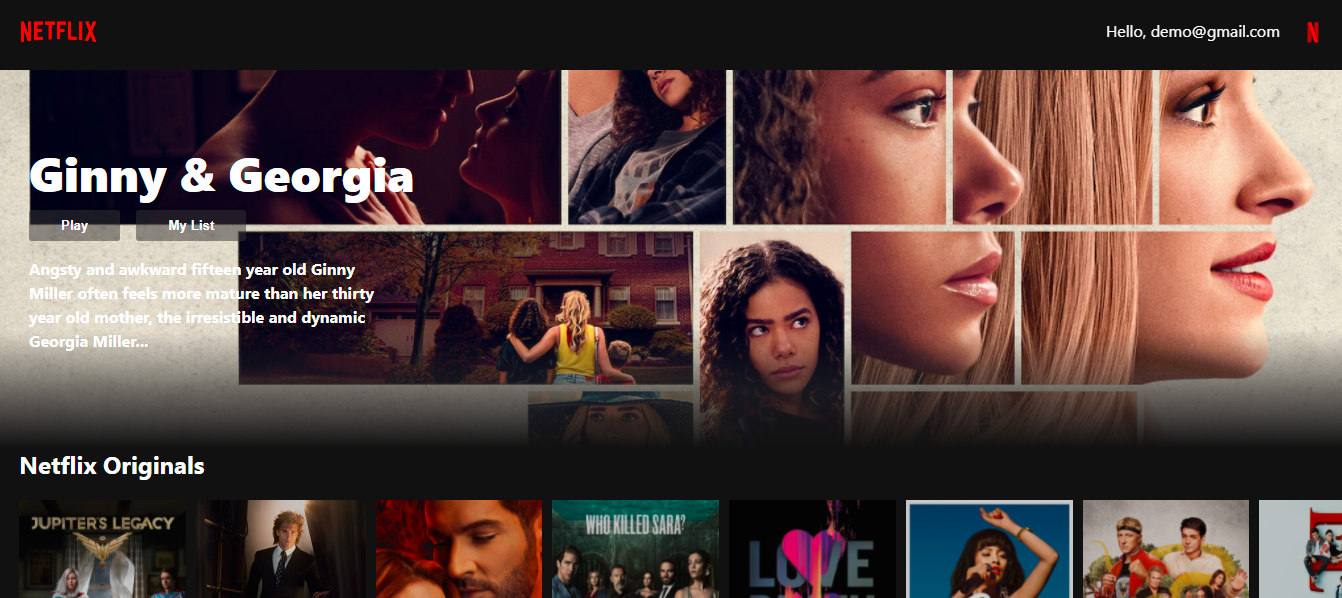 NETFLIX
Hello, demo@gmail.com
N
Ginny & Georgia
Play
My List
Angsty and awkward fifteen year old Ginny
Miller often feels more mature than her thirty
year old mother, the irresistible and dynamic
Georgia Miller...
Netflix Originals
JUPITER'S LEGACY
WHO KILLED SARA?
LOVE